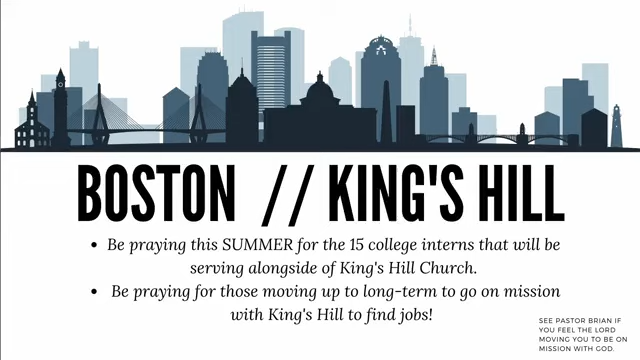 BOSTON // KING'S HILL
• Be praying this SUMMER for the 15 college interns that will be
serving alongside of King's Hill Church.
• Be praying for those moving up to long-term to go on mission
with King's Hill to find jobs!
SEE PASTOR BRIAN IF
YOU FEEL THE LORD
MOVING YOU TO BE ON
MISSION WITH GOD.